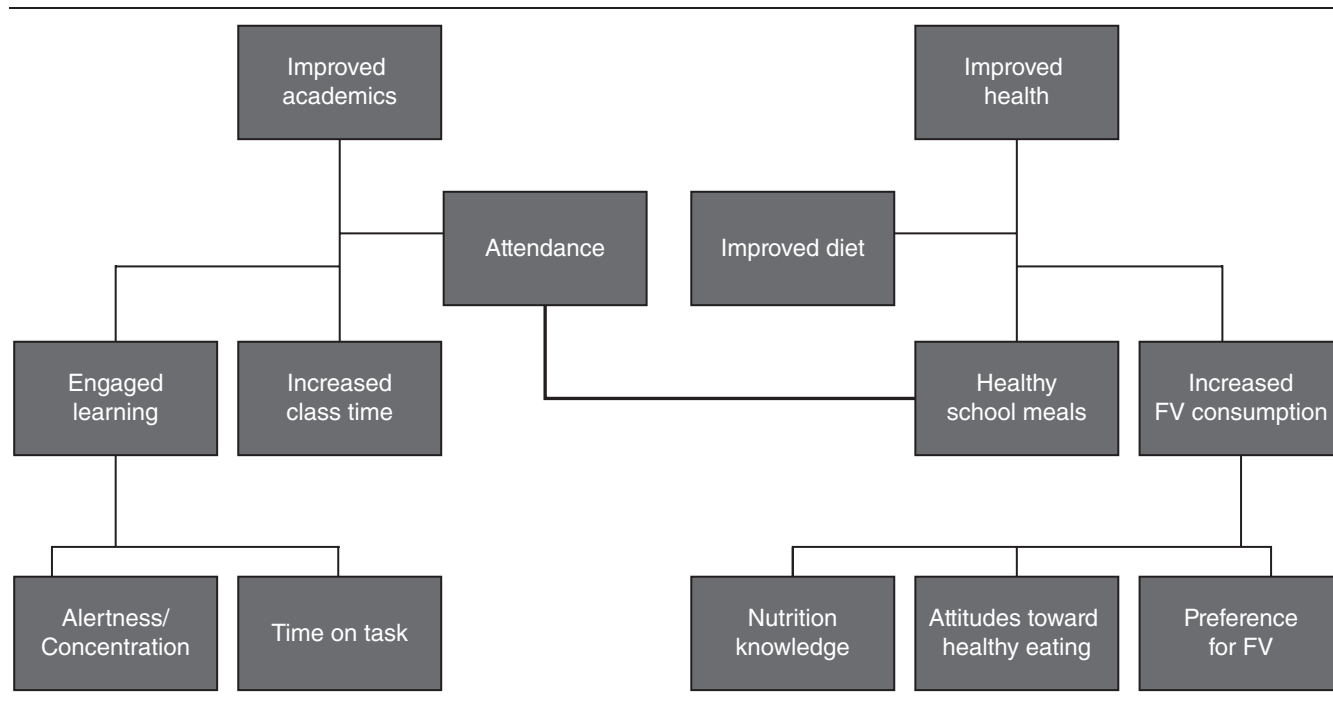 Improved
academics
Improved
health
Attendance
Improved diet
Engaged
learning
Increased
class time
Healthy
school meals
Increased
FV consumption
Alertness/
Concentration
Time on task
Nutrition
knowledge
Attitudes toward
healthy eating
Preference
for FV